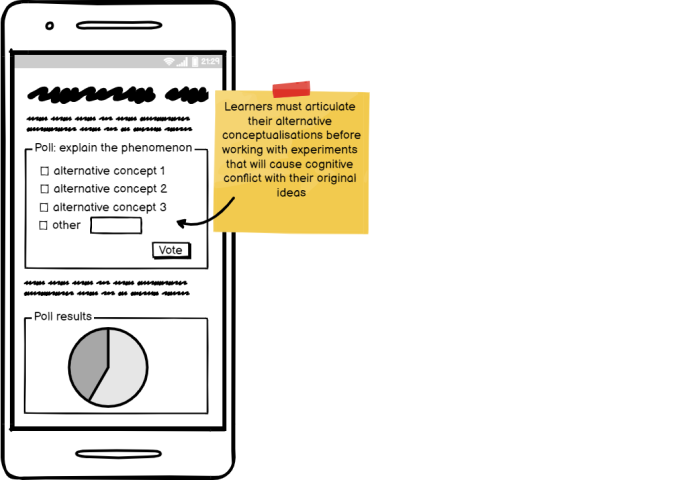 21:29
Poll: explain the phenomenon
alternative concept 1
alternative concept 2
alternative concept 3
other
Vote
Poll results
Learners must articulate
their alternative
conceptualisations before
working with experiments
that will cause cognitive
conflict with their original
ideas